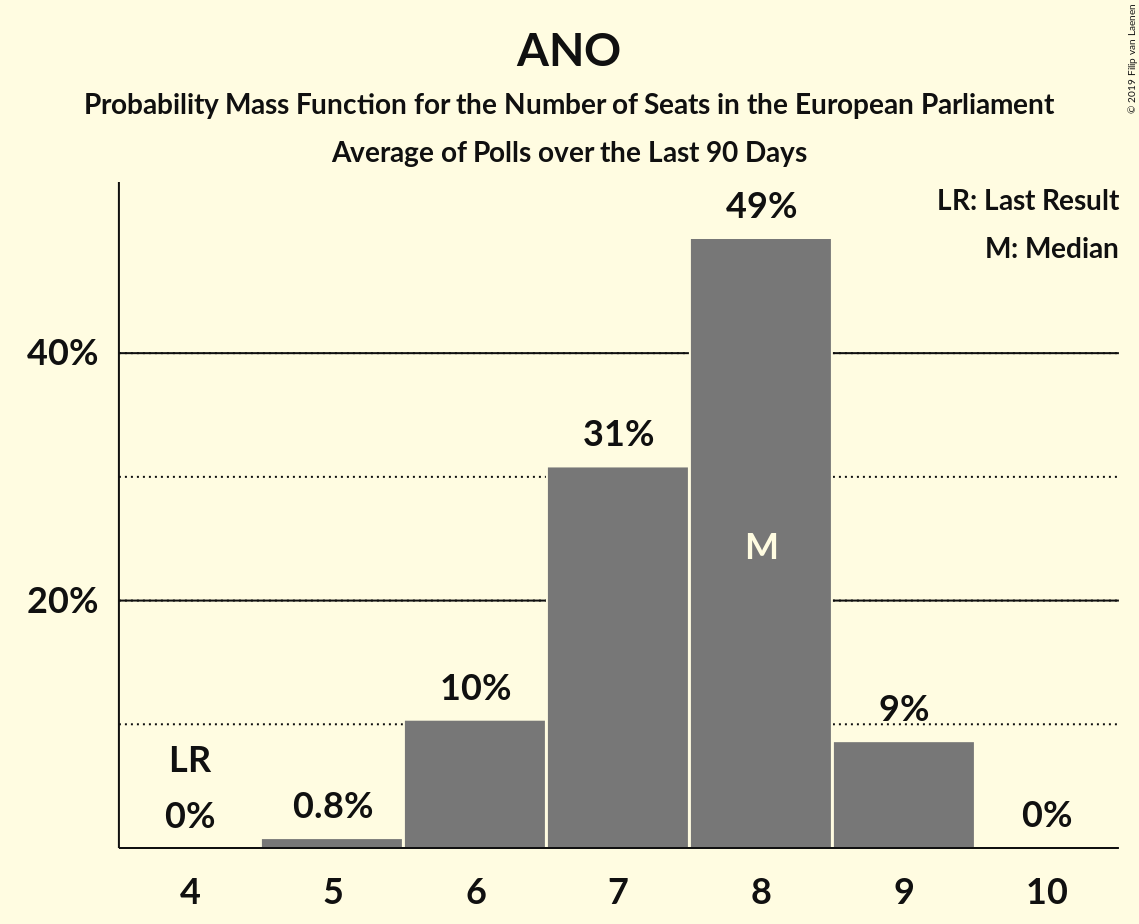 ANO
Probability Mass Function for the Number of Seats in the European Parliament
Average of Polls over the Last 90 Days
© 2019 Filip van Laenen
LR: Last Result
M: Median
49%
40%
31%
M
20%
10%
9%
LR
0%
0.8%
0%
4 5 6 7 8 9 10